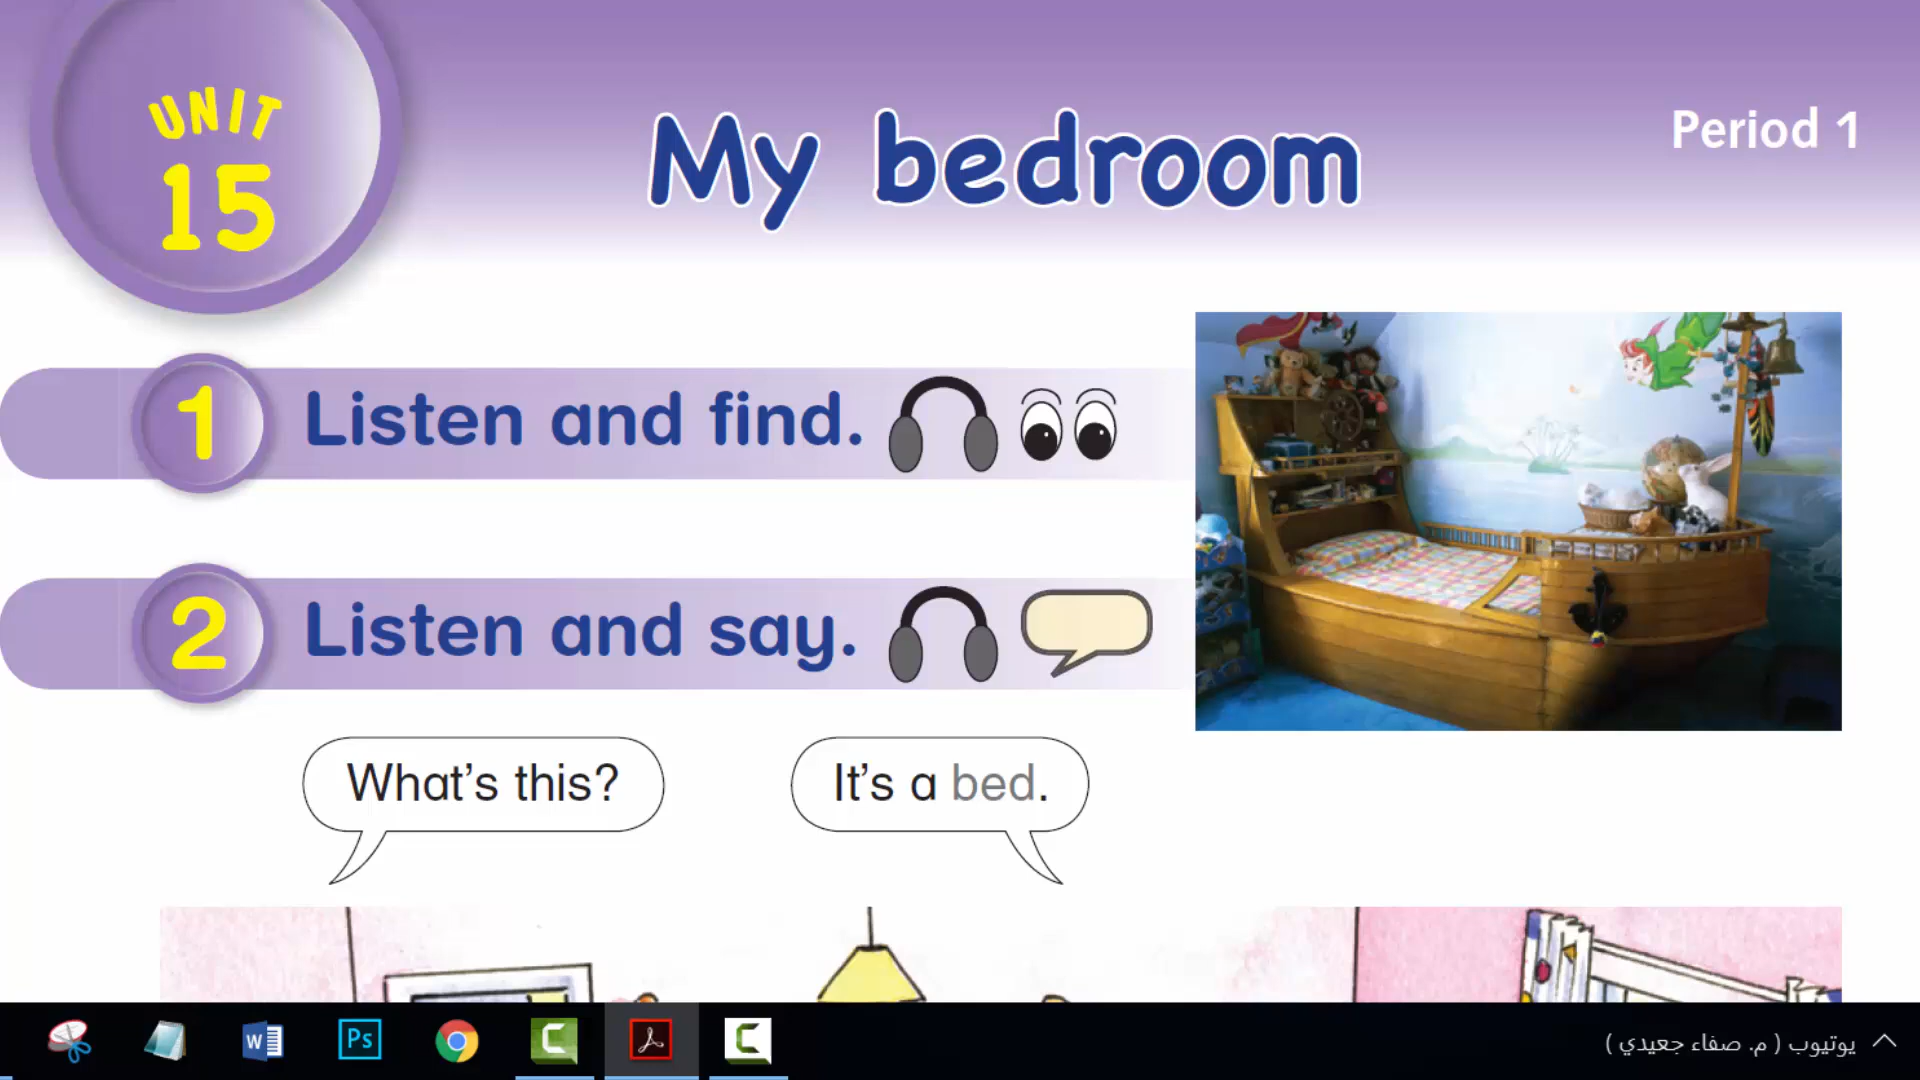 UNIT
15
My bedroom
Period 1
1 Listen and find.
2 Listen and say.
What's this?
It's a bed.
W
Ps
يوتيوب ( م. صفاء جعيدي )